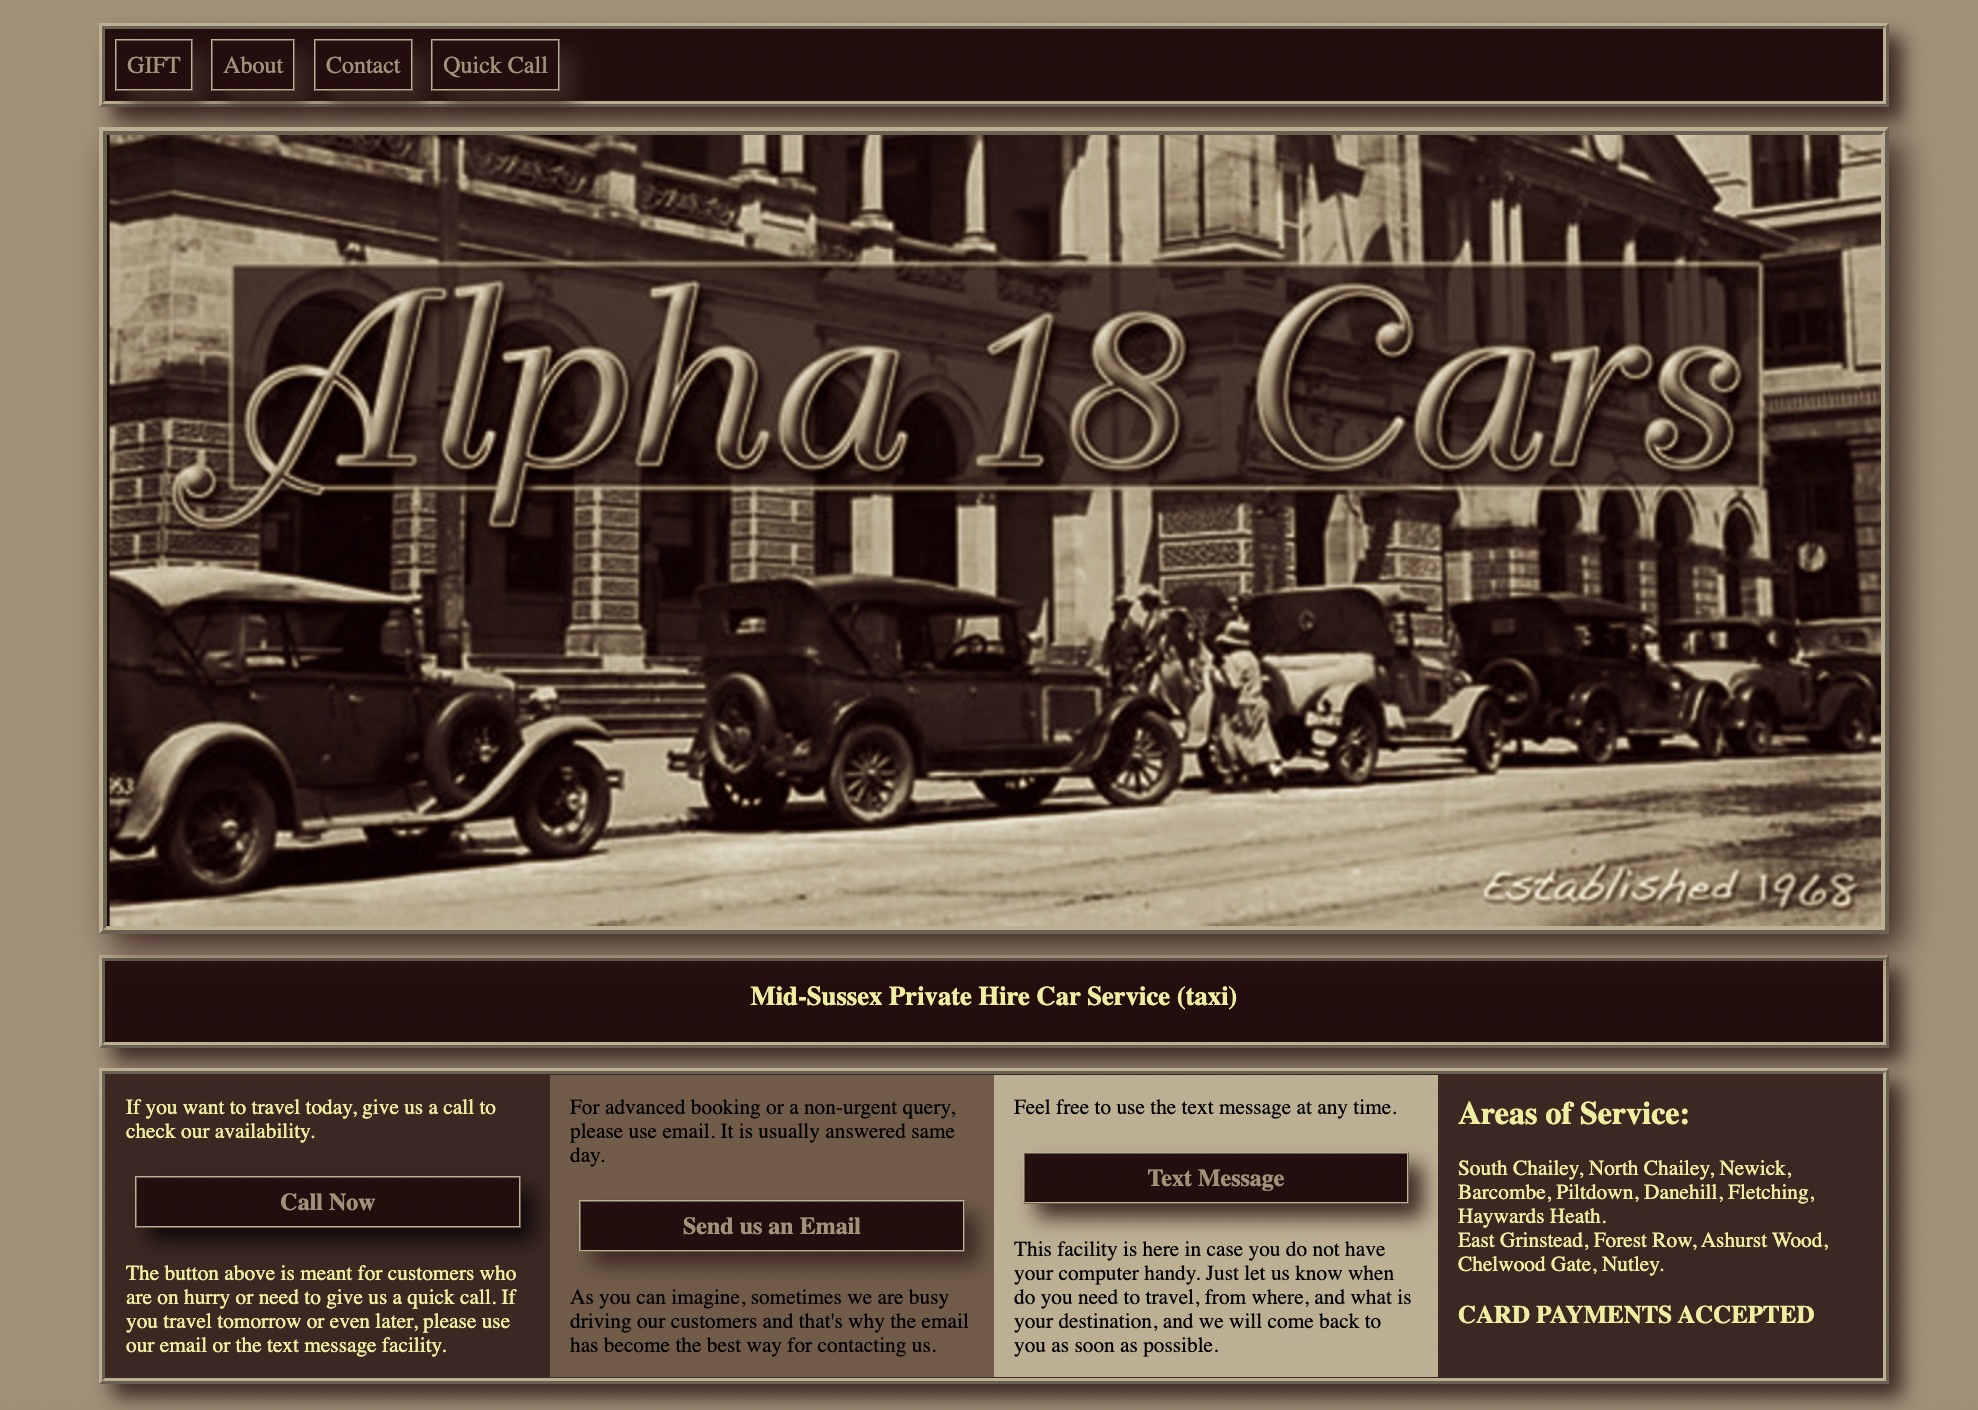 GIFT About Contact Quick Call
Alpha 18 Cars
Established 1968
Mid-Sussex Private Hire Car Service (taxi)
If you want to travel today, give us a call to
check our availability.
Call Now
The button above is meant for customers who
are on hurry or need to give us a quick call. If
you travel tomorrow or even later, please use
our email or the text message facility.
For advanced booking or a non-urgent query,
please use email. It is usually answered same
day.
Send us an Email
As you can imagine, sometimes we are busy
driving our customers and that's why the email
has become the best way for contacting us.
Feel free to use the text message at any time.
Text Message
This facility is here in case you do not have
your computer handy. Just let us know when
do you need to travel, from where, and what is
your destination, and we will come back to
you as soon as possible.
Areas of Service:
South Chailey, North Chailey, Newick,
Barcombe, Piltdown, Danehill, Fletching,
Haywards Heath.
East Grinstead, Forest Row, Ashurst Wood,
Chelwood Gate, Nutley.
CARD PAYMENTS ACCEPTED